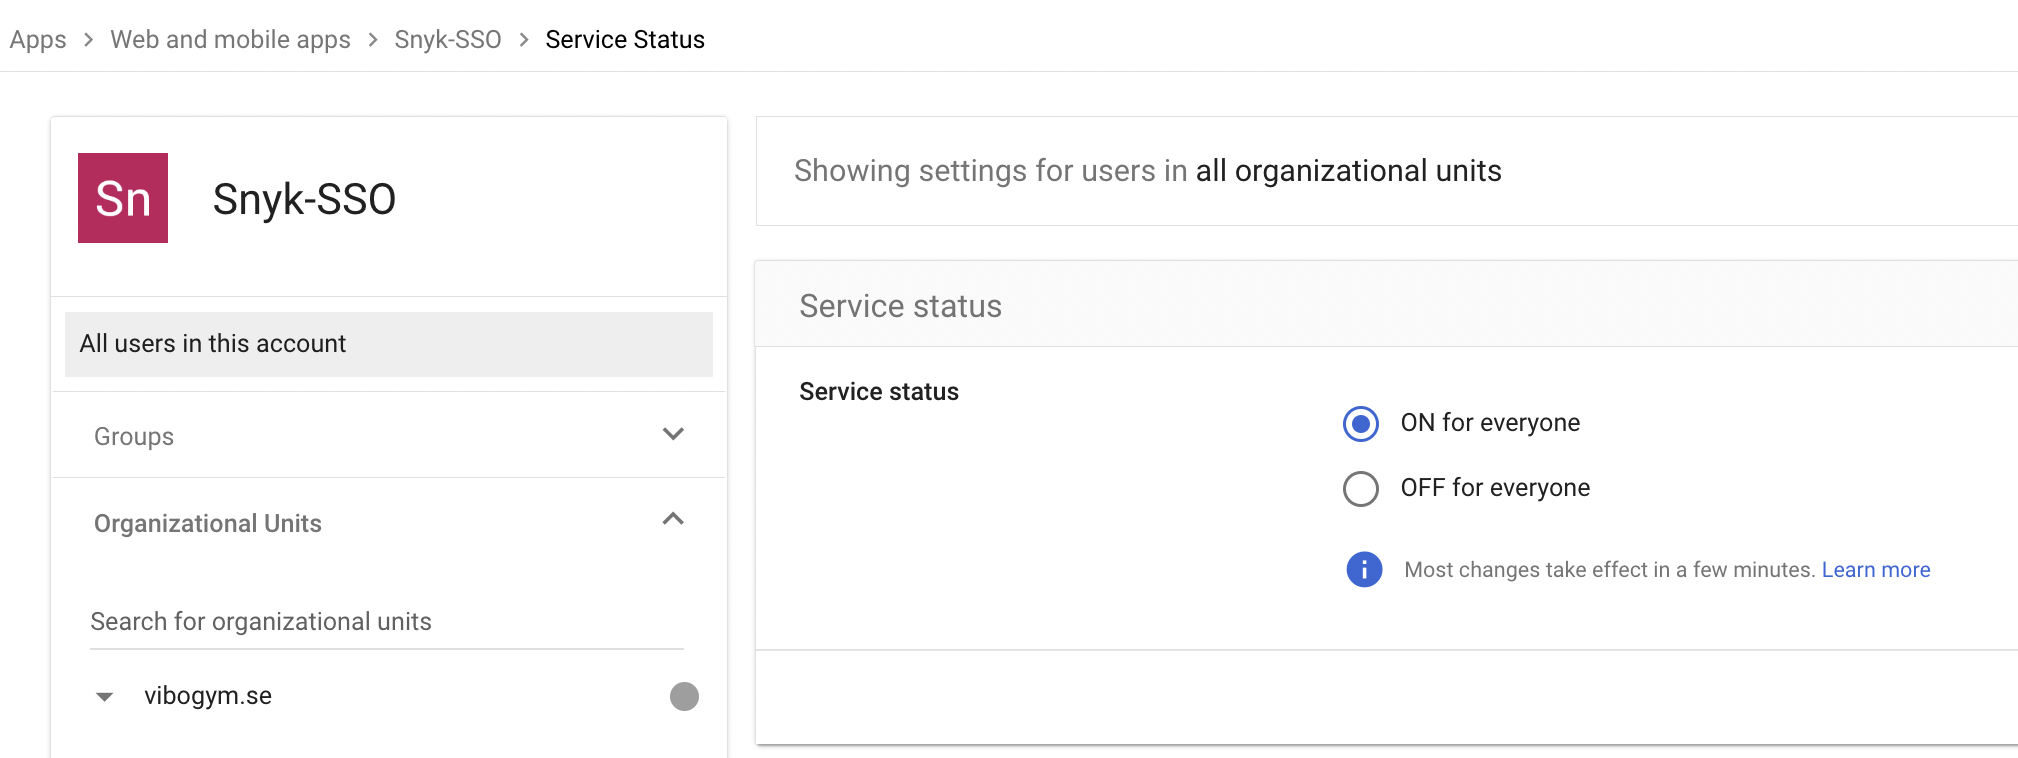 Apps > Web and mobile apps > Snyk-SSO > Service Status
Sn
Snyk-SSO
All users in this account
Groups
Organizational Units
Search for organizational units
vibogym.se
Showing settings for users in all organizational units
Service status
Service status
ON for everyone
OFF for everyone
Most changes take effect in a few minutes. Learn more